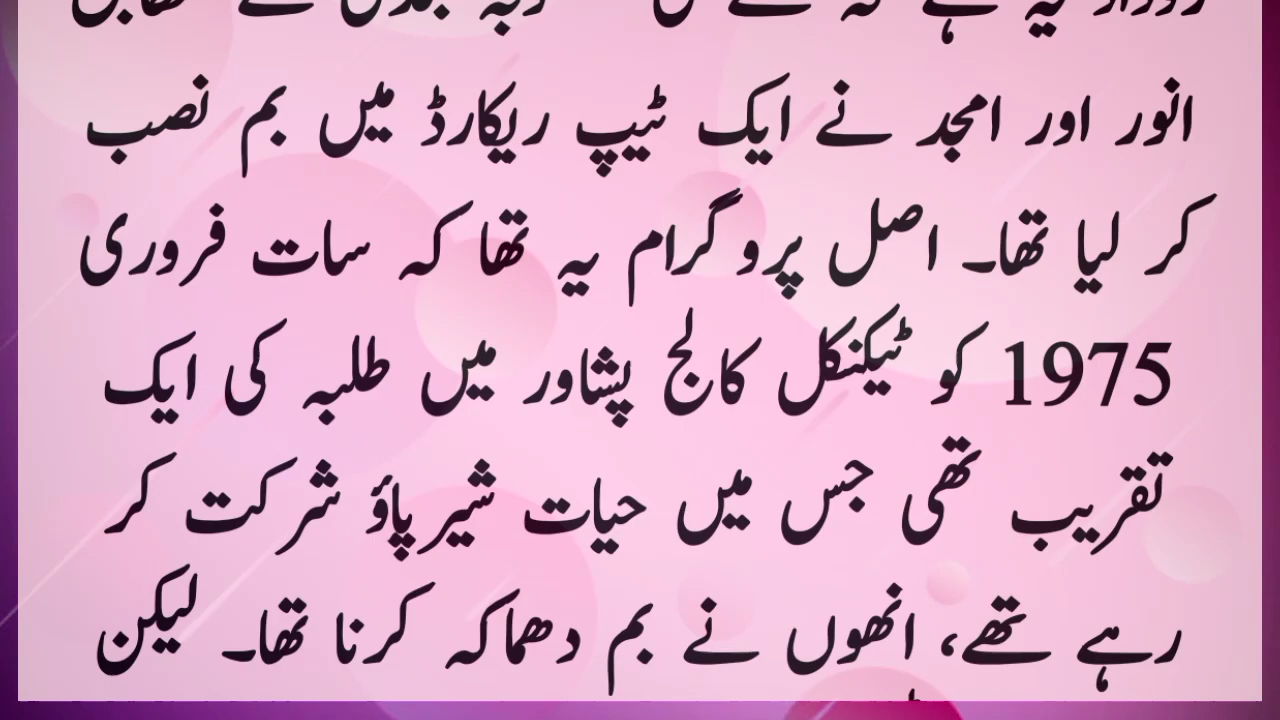 انور اور امجد نے ایک ٹیپ ریکارڈ میں بم نصب
کر لیا تھا۔ اصل پروگرام یہ تھا کہ سات فروری
1975 کو ٹیکنکل کالج پشاور میں طلبہ کی ایک
تقریب تھی جس میں حیات شیرپاؤ شرکت کر
رہے تھے، انھوں نے بم دھماکہ کرنا تھا۔ لیکن